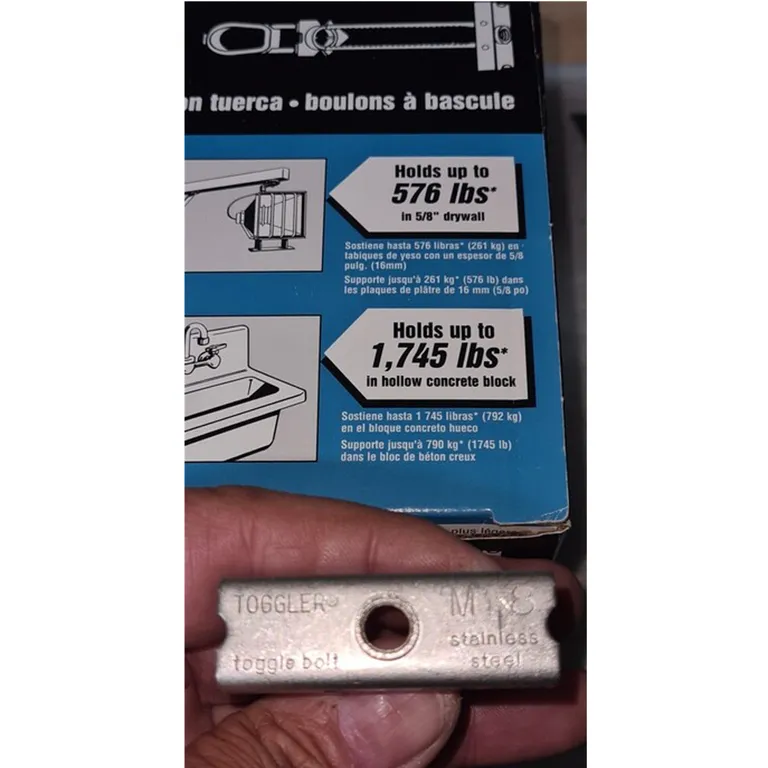 on tuerca • boulons à bascule
Holds up to
576 lbs*
in 5/8" drywall
Sostiene hasta 576 libras* (261 kg) en
tabiques de yeso con un espesor de 5/8
pulg. (16mm)
Supporte jusqu'à 261 kg* (576 lb) dans
les plaques de plâtre de 16 mm (5/8 po)
Holds up to
1,745 lbs*
in hollow concrete block
Sostiene hasta 1 745 libras* (792 kg)
en el bloque concreto hueco
Supporte jusqu'à 790 kg* (1745 lb)
dans le bloc de béton creux
plus
TOGGLER®
toggle bolt
stainless
steel